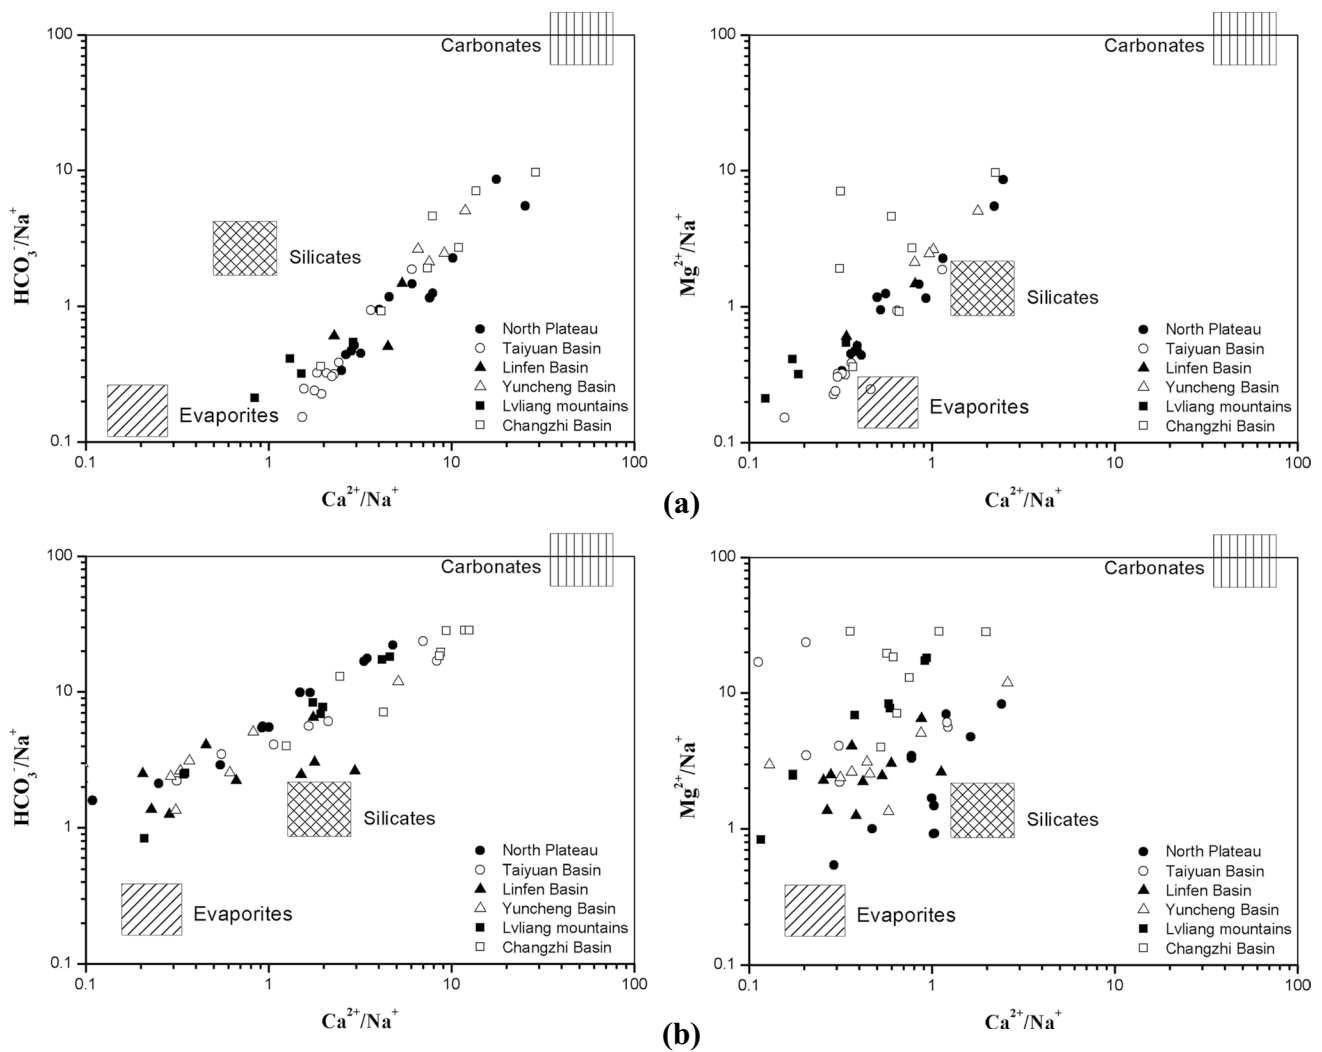 100
10
1
0.1
HCO₃⁻/Na⁺
Carbonates
Silicates
Evaporites
North Plateau
Taiyuan Basin
Linfen Basin
Yuncheng Basin
Lvliang mountains
Changzhi Basin
0.1 1 10 100
Ca²⁺/Na⁺
100
10
1
0.1
Mg²⁺/Na⁺
Carbonates
Silicates
Evaporites
North Plateau
Taiyuan Basin
Linfen Basin
Yuncheng Basin
Lvliang mountains
Changzhi Basin
0.1 1 10 100
Ca²⁺/Na⁺
(a)
100
10
1
0.1
HCO₃⁻/Na⁺
Carbonates
Silicates
Evaporites
North Plateau
Taiyuan Basin
Linfen Basin
Yuncheng Basin
Lvliang mountains
Changzhi Basin
0.1 1 10 100
Ca²⁺/Na⁺
100
10
1
0.1
Mg²⁺/Na⁺
Carbonates
Silicates
Evaporites
North Plateau
Taiyuan Basin
Linfen Basin
Yuncheng Basin
Lvliang mountains
Changzhi Basin
0.1 1 10 100
Ca²⁺/Na⁺
(b)